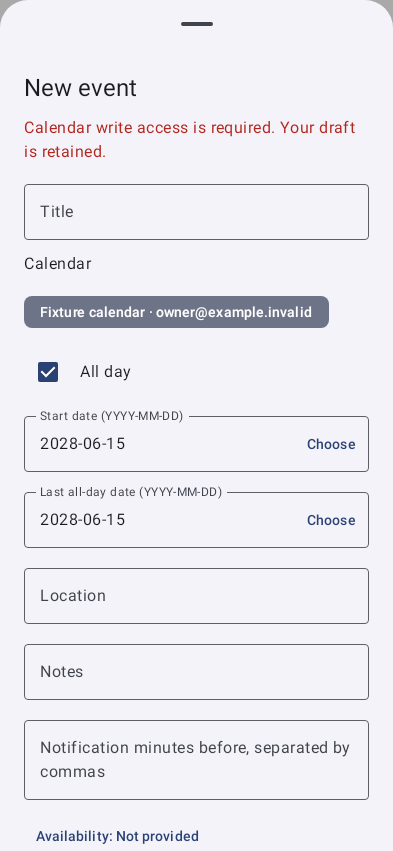 New event
Calendar write access is required. Your draft
is retained.
Title
Calendar
Fixture calendar · owner@example.invalid
All day
Start date (YYYY-MM-DD)
2028-06-15
Choose
Last all-day date (YYYY-MM-DD)
2028-06-15
Choose
Location
Notes
Notification minutes before, separated by
commas
Availability: Not provided